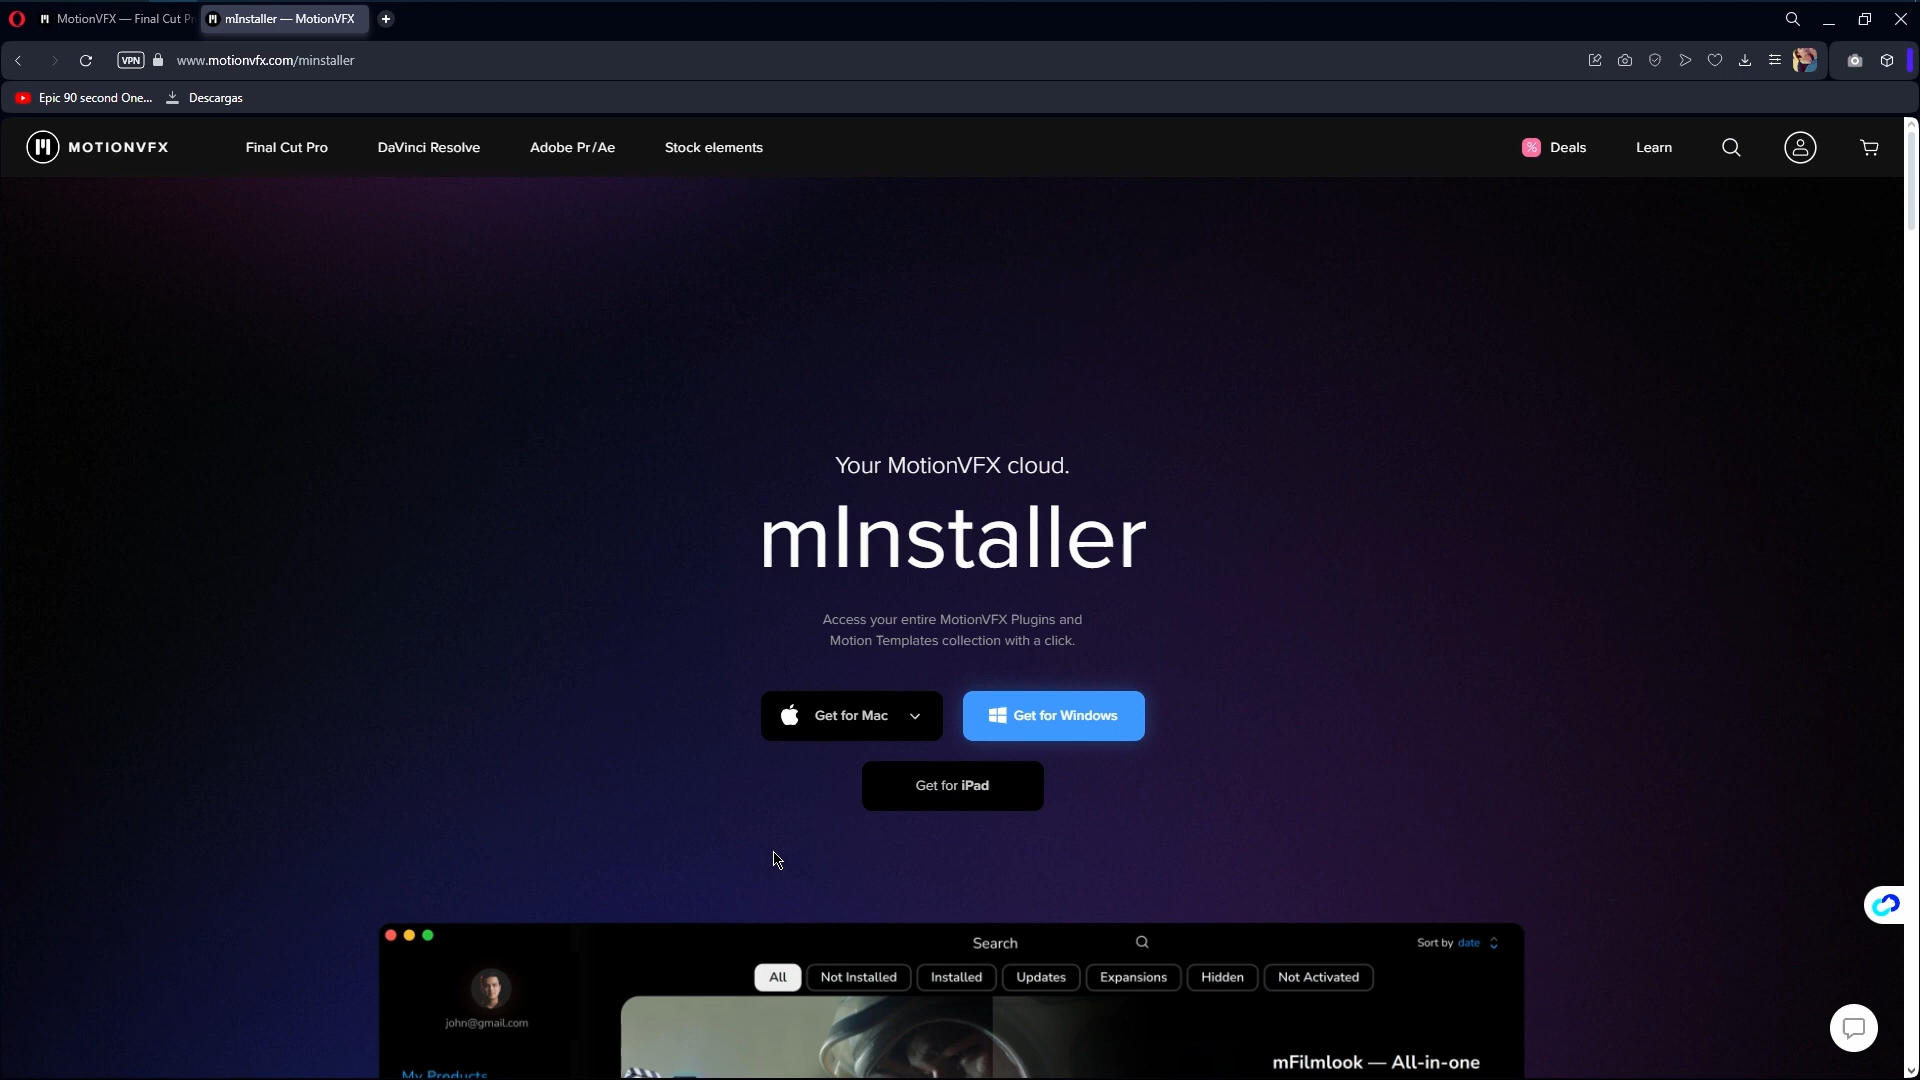 MotionVFX — Final Cut Pr
mInstaller — MotionVFX
VPN
www.motionvfx.com/minstaller
Epic 90 second One...
Descargas
MOTIONVFX
Final Cut Pro
DaVinci Resolve
Adobe Pr/Ae
Stock elements
% Deals
Learn
Your MotionVFX cloud.
mInstaller
Access your entire MotionVFX Plugins and
Motion Templates collection with a click.
Get for Mac
Get for Windows
Get for iPad
Search
Sort by date
All
Not Installed
Installed
Updates
Expansions
Hidden
Not Activated
john@gmail.com
mFilmlook — All-in-one
My Products